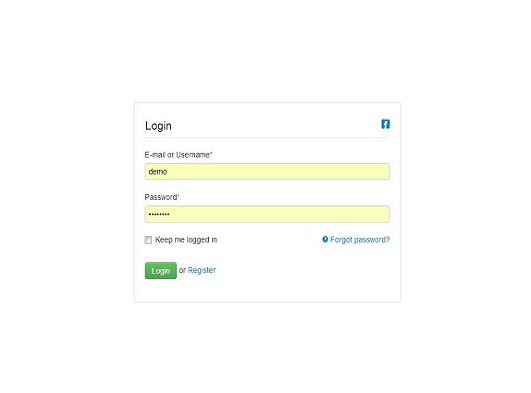 Login
E-mail or Username*
demo
Password*
••••••••
Keep me logged in ? Forgot password?
Login or Register